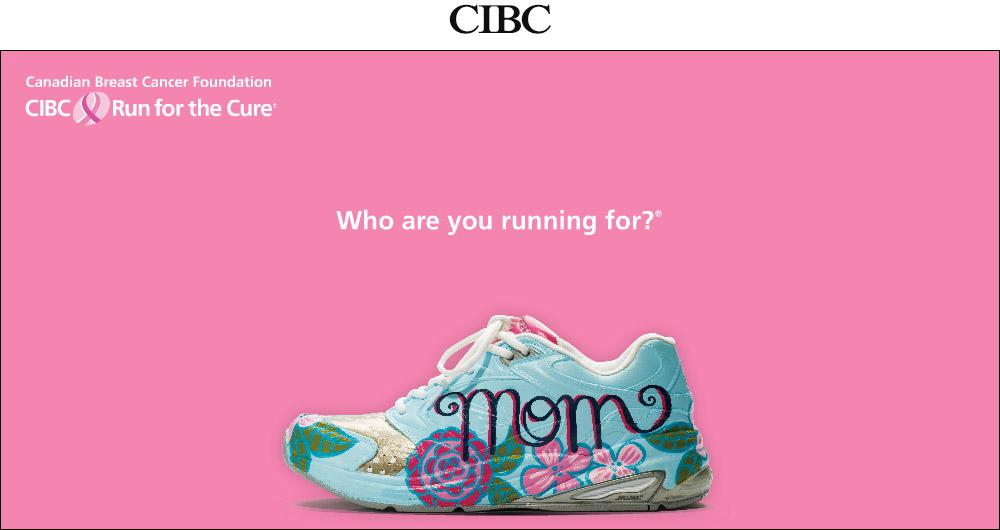 CIBC
Canadian Breast Cancer Foundation
CIBC Run for the Cure†
Who are you running for?®
mom